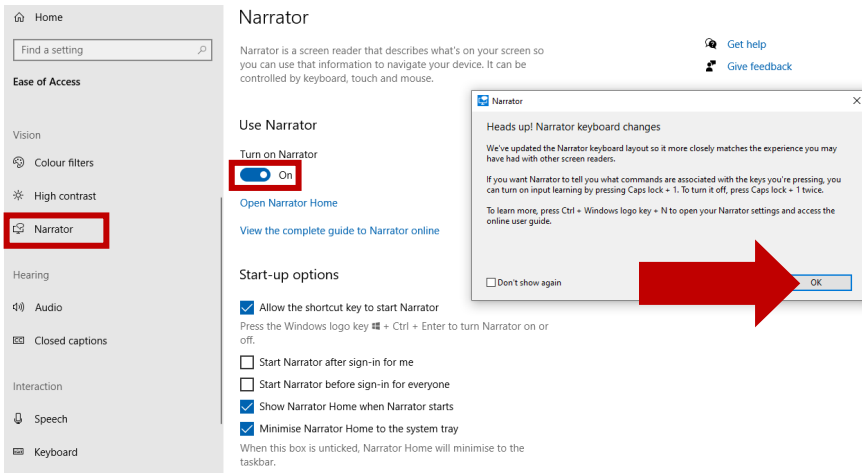 Home
Find a setting
Ease of Access
Vision
Colour filters
High contrast
Narrator
Hearing
Audio
Closed captions
Interaction
Speech
Keyboard
Narrator
Narrator is a screen reader that describes what's on your screen so
you can use that information to navigate your device. It can be
controlled by keyboard, touch and mouse.
Use Narrator
Turn on Narrator
On
Open Narrator Home
View the complete guide to Narrator online
Start-up options
Allow the shortcut key to start Narrator
Press the Windows logo key + Ctrl + Enter to turn Narrator on or
off.
Start Narrator after sign-in for me
Start Narrator before sign-in for everyone
Show Narrator Home when Narrator starts
Minimise Narrator Home to the system tray
When this box is unticked, Narrator Home will minimise to the
taskbar.
Get help
Give feedback
Narrator
Heads up! Narrator keyboard changes
We've updated the Narrator keyboard layout so it more closely matches the experience you may
have had with other screen readers.
If you want Narrator to tell you what commands are associated with the keys you're pressing, you
can turn on input learning by pressing Caps lock + 1. To turn it off, press Caps lock + 1 twice.
To learn more, press Ctrl + Windows logo key + N to open your Narrator settings and access the
online user guide.
Don't show again
OK